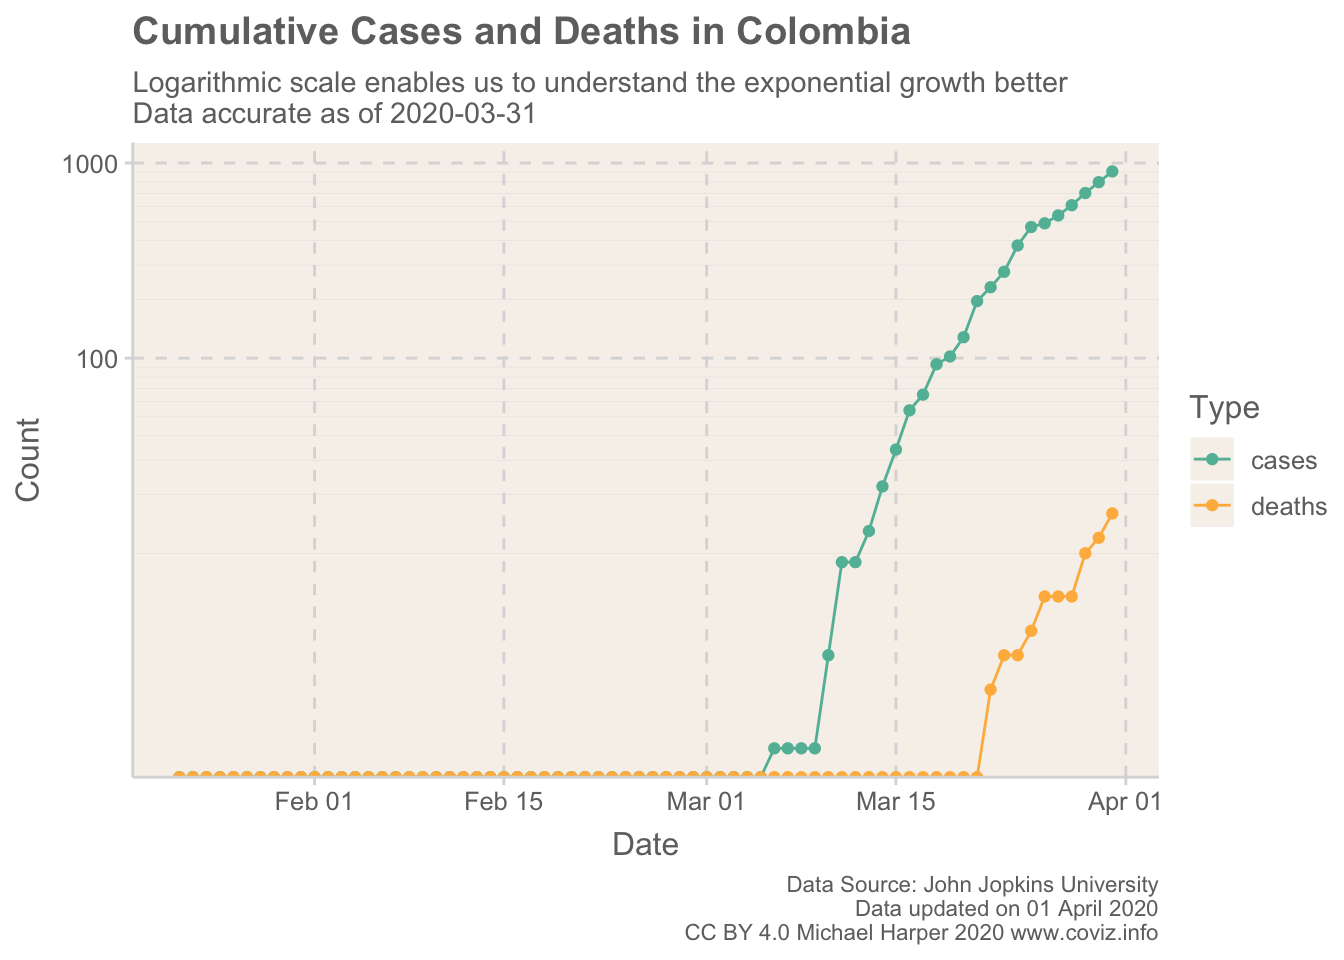 Cumulative Cases and Deaths in Colombia
Logarithmic scale enables us to understand the exponential growth better
Data accurate as of 2020-03-31
1000
100
Count
Feb 01
Feb 15
Mar 01
Mar 15
Apr 01
Date
Type
cases
deaths
Data Source: John Jopkins University
Data updated on 01 April 2020
CC BY 4.0 Michael Harper 2020 www.coviz.info